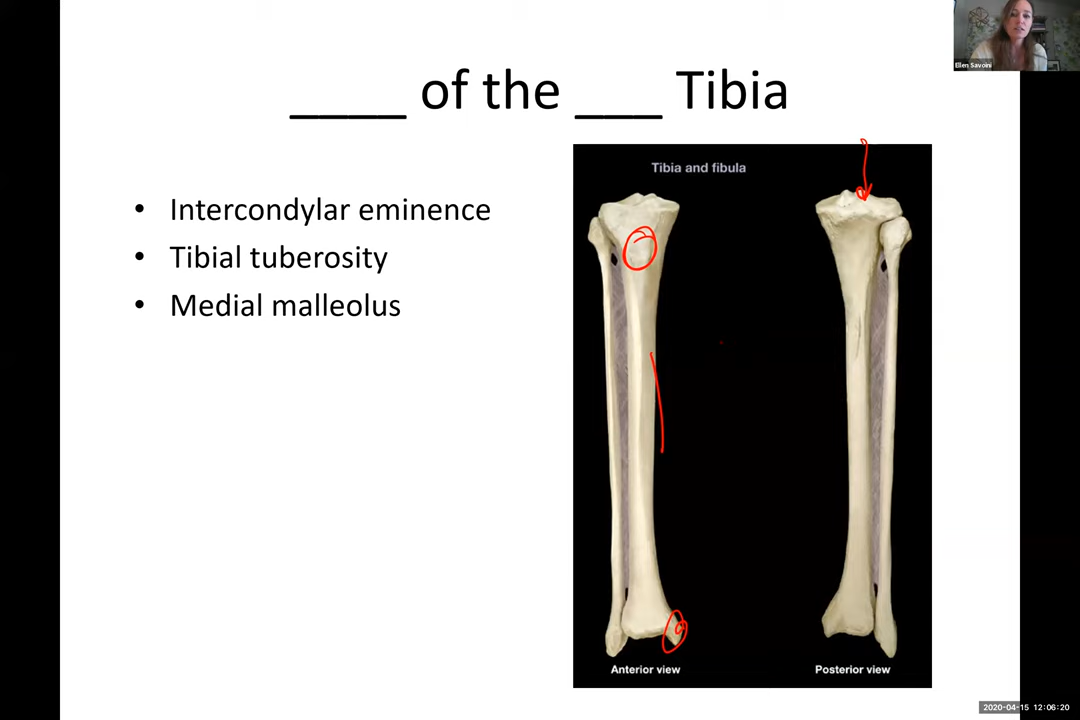 ____ of the ___ Tibia
• Intercondylar eminence
• Tibial tuberosity
• Medial malleolus
Tibia and fibula
Anterior view
Posterior view
Ellen Savoini
2020-04-15 12:06:20